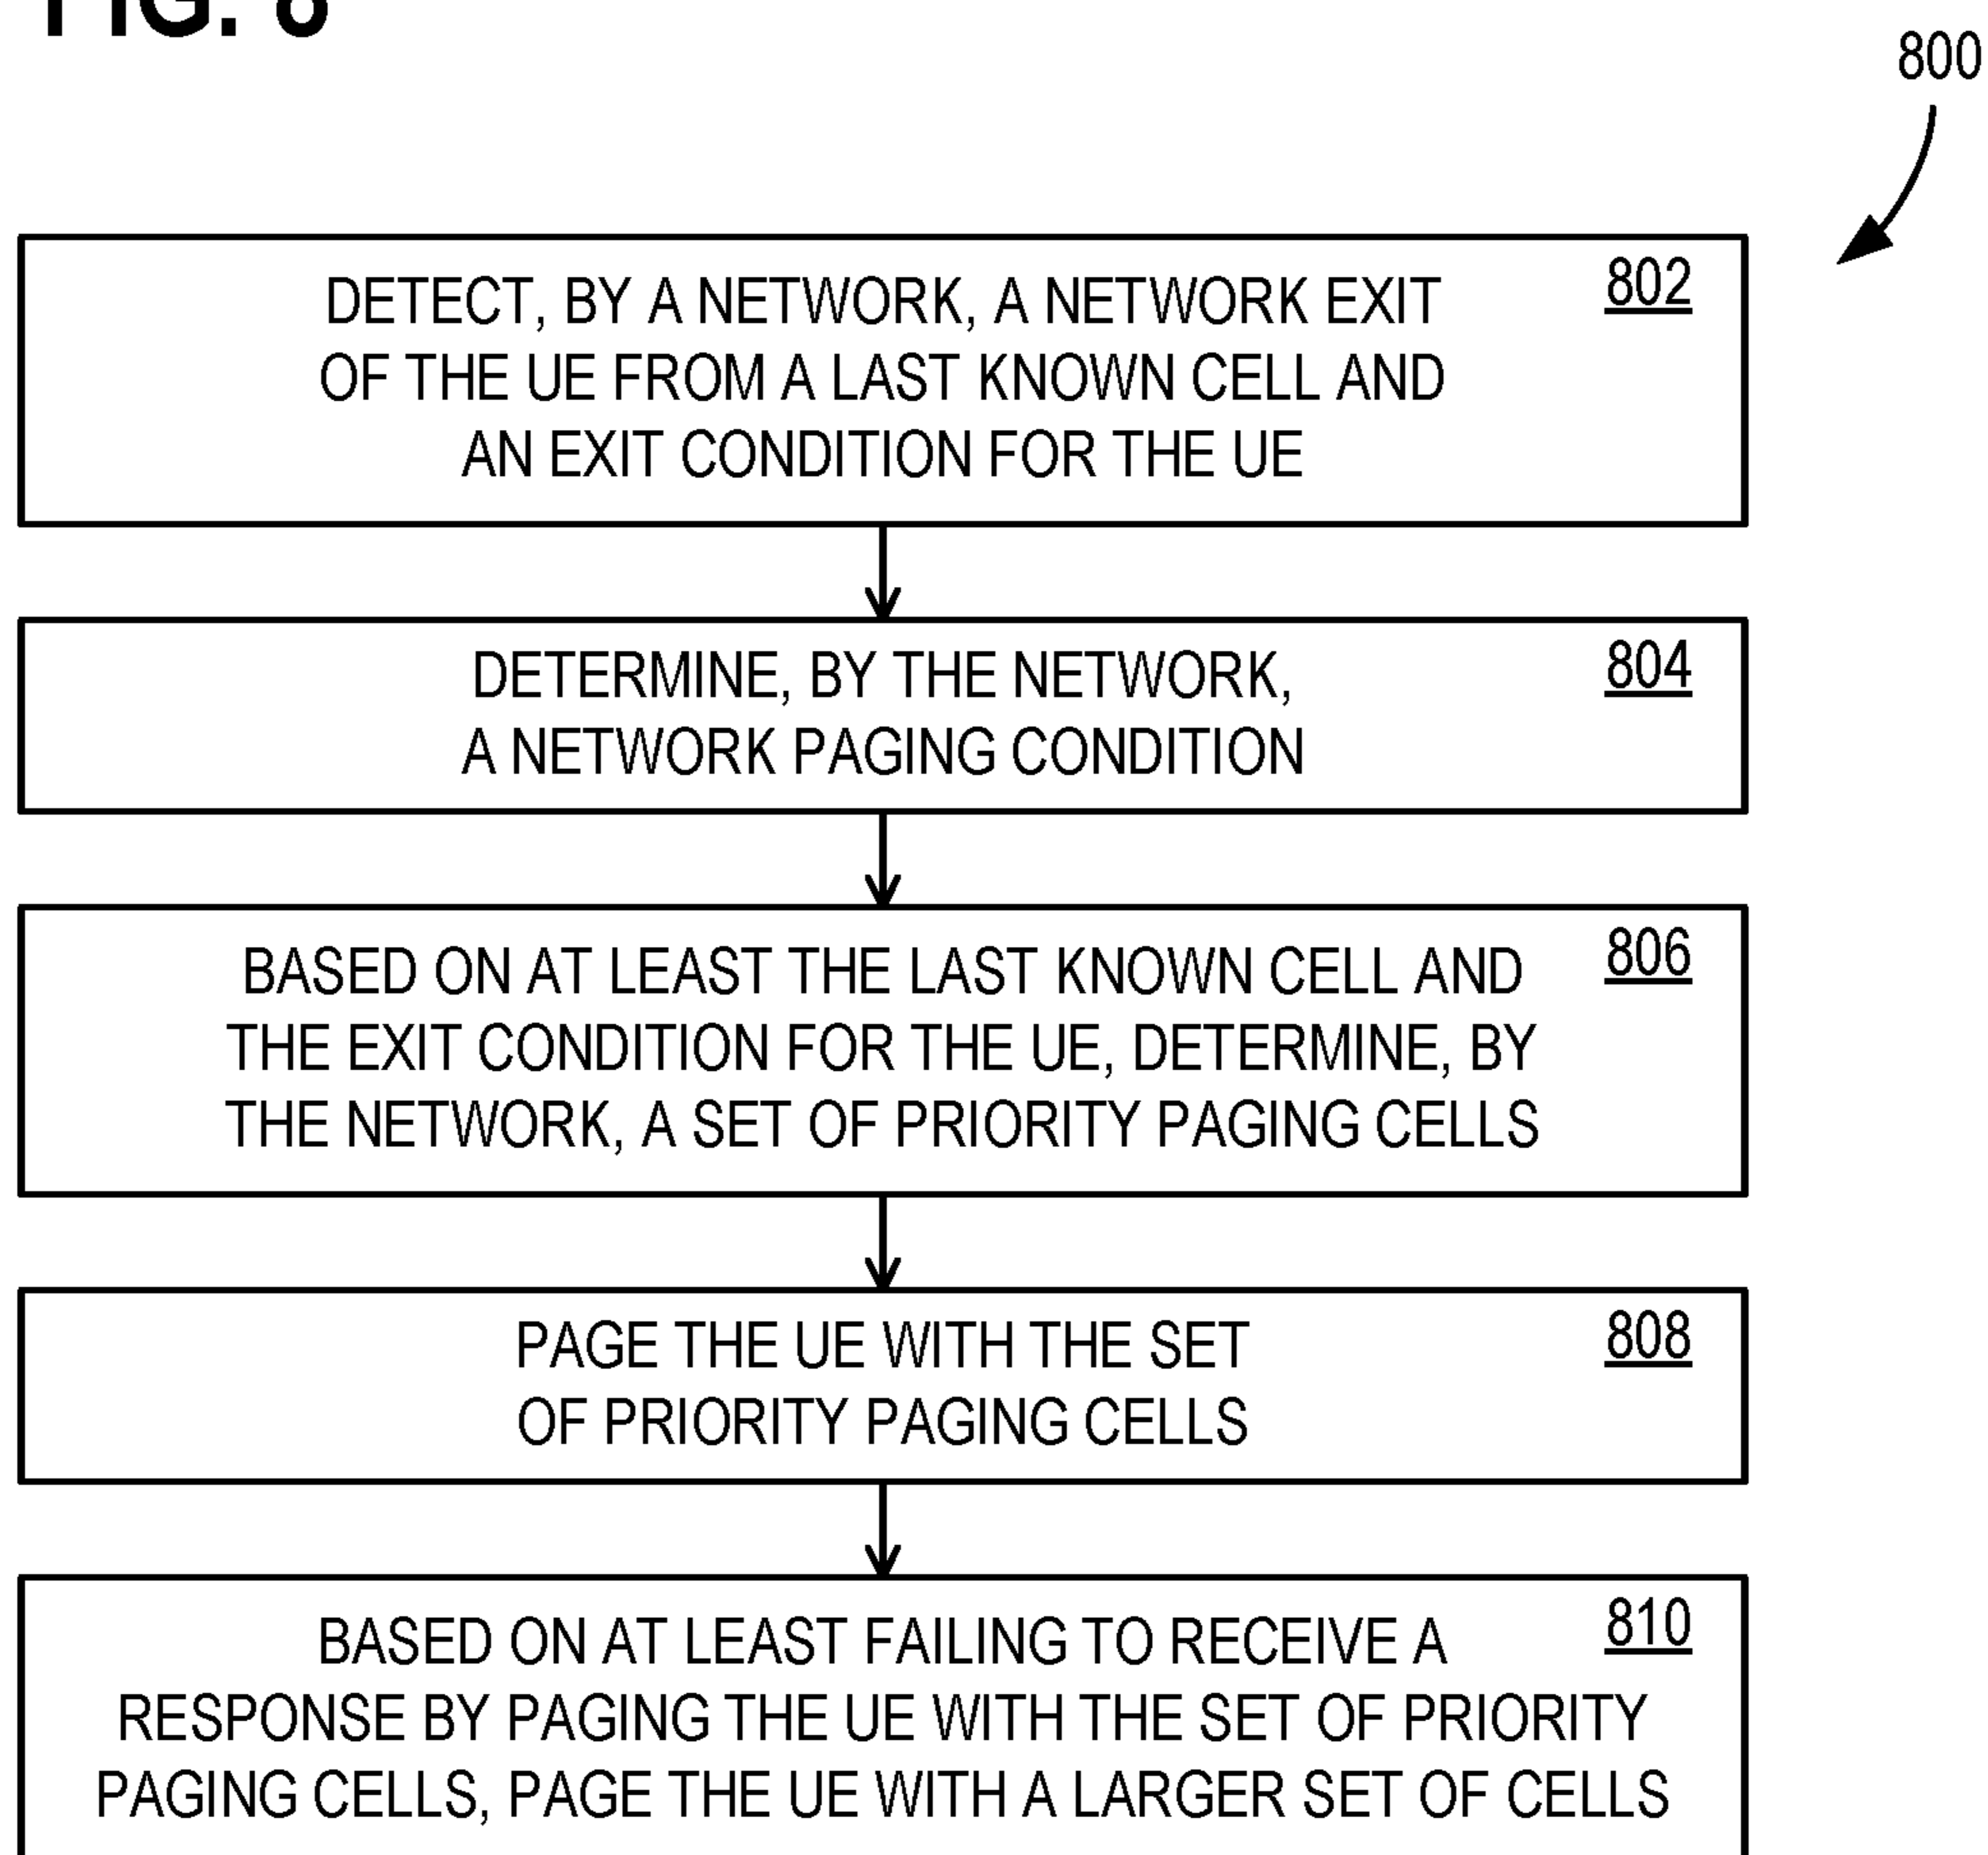 FIG. 8
800
802
DETECT, BY A NETWORK, A NETWORK EXIT
OF THE UE FROM A LAST KNOWN CELL AND
AN EXIT CONDITION FOR THE UE
804
DETERMINE, BY THE NETWORK,
A NETWORK PAGING CONDITION
806
BASED ON AT LEAST THE LAST KNOWN CELL AND
THE EXIT CONDITION FOR THE UE, DETERMINE, BY
THE NETWORK, A SET OF PRIORITY PAGING CELLS
808
PAGE THE UE WITH THE SET
OF PRIORITY PAGING CELLS
810
BASED ON AT LEAST FAILING TO RECEIVE A
RESPONSE BY PAGING THE UE WITH THE SET OF PRIORITY
PAGING CELLS, PAGE THE UE WITH A LARGER SET OF CELLS